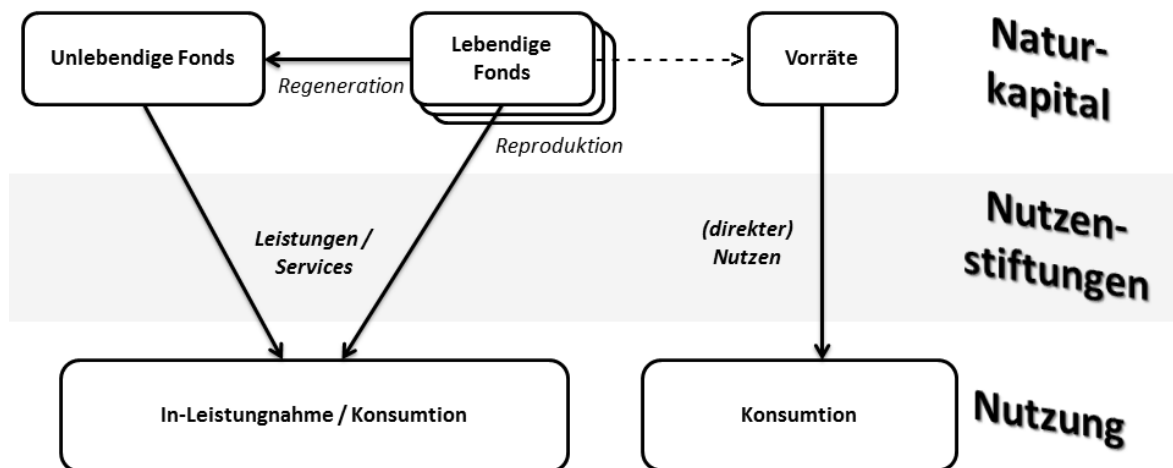 Unlebendige Fonds
Lebendige
Fonds
Vorräte
Natur-
kapital
Regeneration
Reproduktion
Leistungen /
Services
(direkter)
Nutzen
Nutzen-
stiftungen
In-Leistungnahme / Konsumtion
Konsumtion
Nutzung